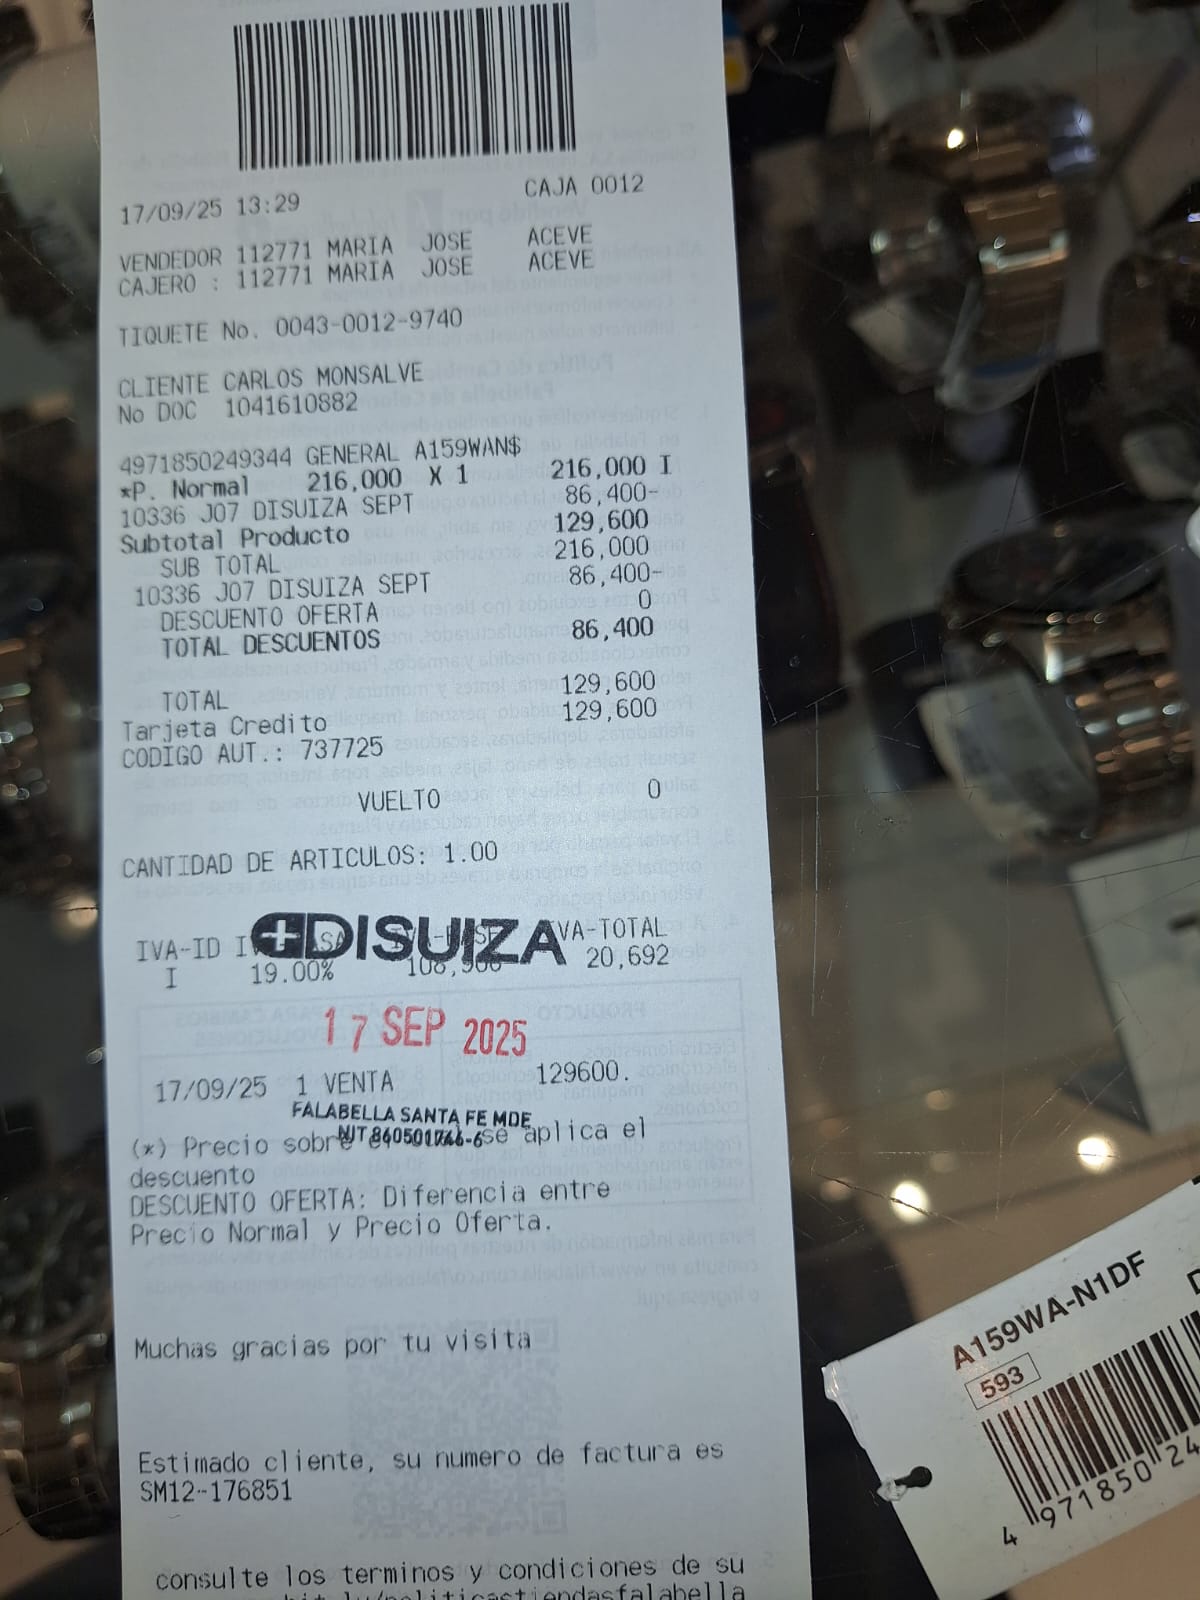 17/09/25 13:29 CAJA 0012
VENDEDOR 112771 MARIA JOSE ACEVE
CAJERO : 112771 MARIA JOSE ACEVE
TIQUETE No. 0043-0012-9740
CLIENTE CARLOS MONSALVE
No DOC 1041610882
4971850249344 GENERAL A159WAN$
*P. Normal 216,000 X 1 216,000 I
10336 J07 DISUIZA SEPT 86,400-
Subtotal Producto 129,600
SUB TOTAL 216,000
10336 J07 DISUIZA SEPT 86,400-
DESCUENTO OFERTA 0
TOTAL DESCUENTOS 86,400
TOTAL 129,600
Tarjeta Credito 129,600
CODIGO AUT.: 737725
VUELTO 0
CANTIDAD DE ARTICULOS: 1.00
DISUIZA
IVA-ID VA-TOTAL
I 19.00% 20,692
17 SEP 2025
17/09/25 1 VENTA 129600.
FALABELLA SANTA FE MDE
NIT
(*) Precio sobre se aplica el
descuento
DESCUENTO OFERTA: Diferencia entre
Precio Normal y Precio Oferta.
Muchas gracias por tu visita
Estimado cliente, su numero de factura es
SM12-176851
consulte los terminos y condiciones de su
A159WA-N1DF
593
4 971850 24